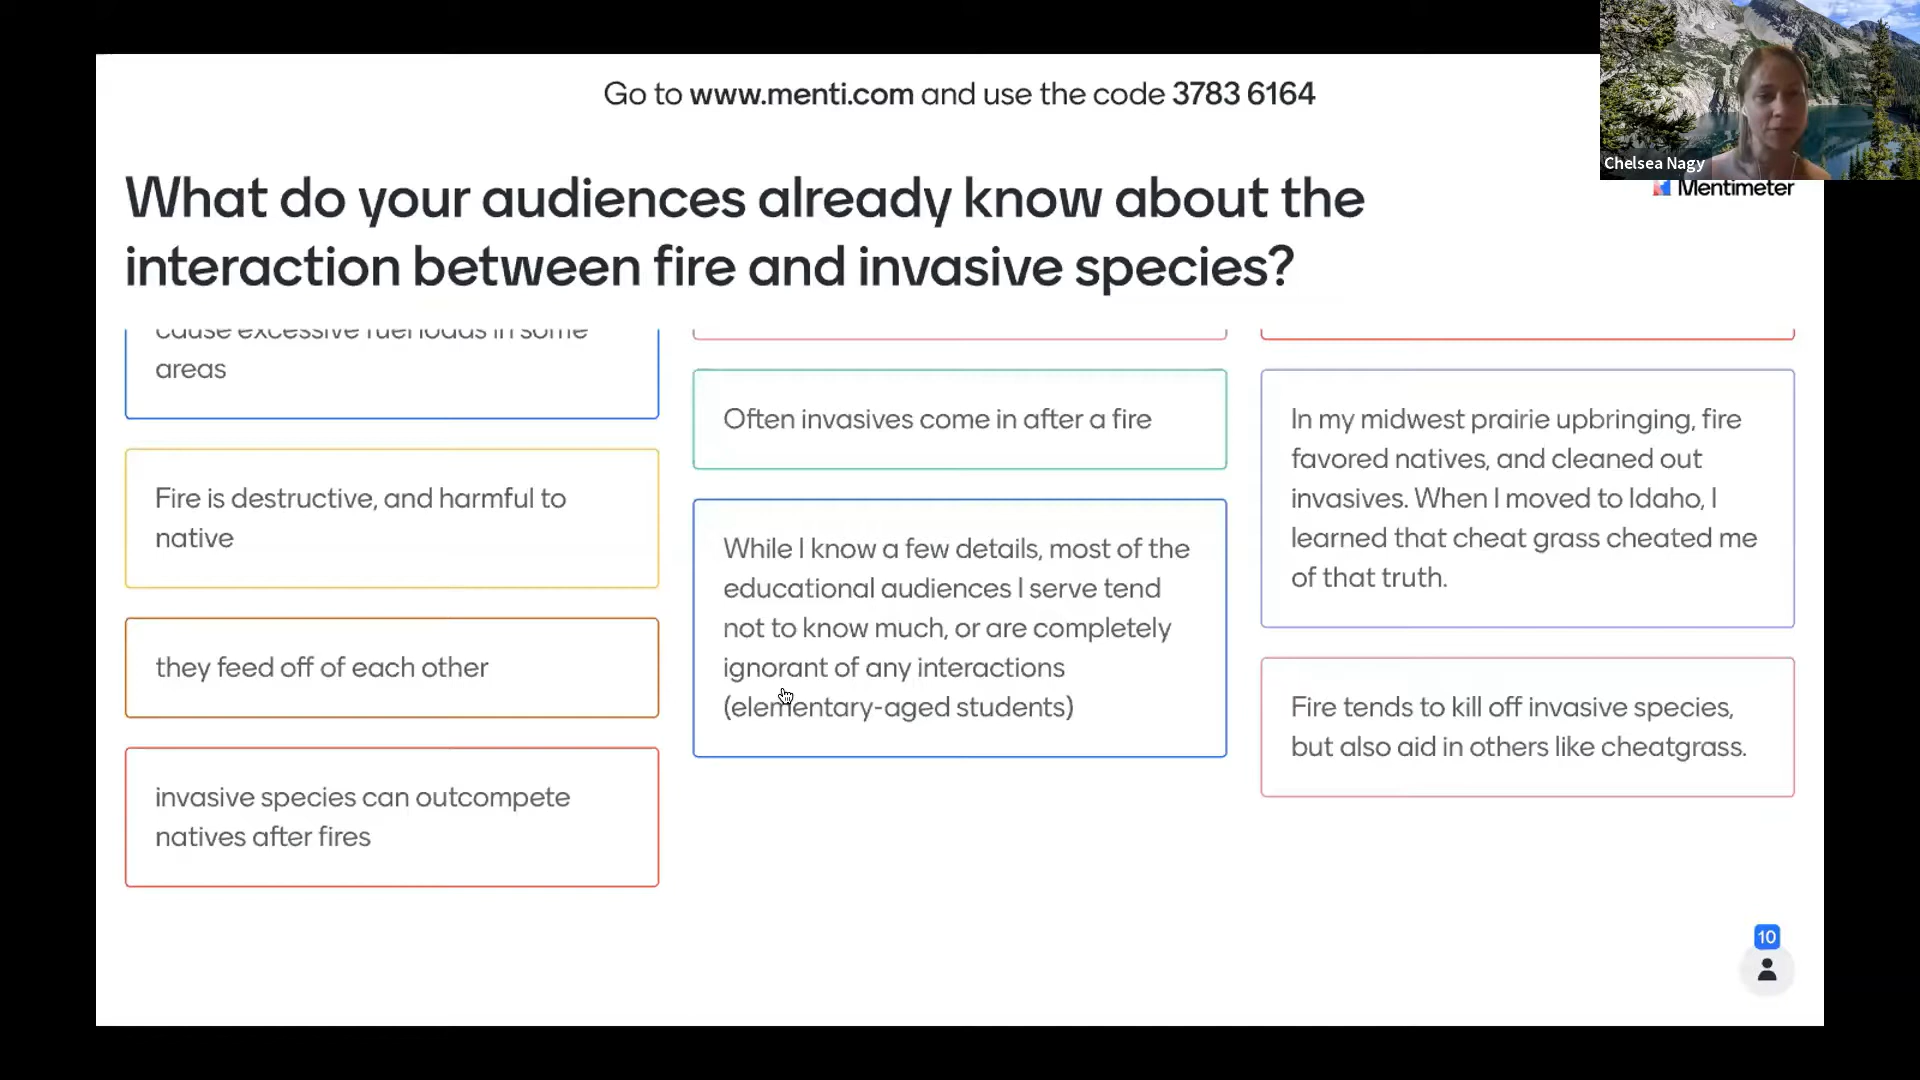 Go to www.menti.com and use the code 3783 6164
Chelsea Nagy
Mentimeter
What do your audiences already know about the
interaction between fire and invasive species?
cause excessive fuel loads in some
areas
Fire is destructive, and harmful to
native
they feed off of each other
invasive species can outcompete
natives after fires
Often invasives come in after a fire
While I know a few details, most of the
educational audiences I serve tend
not to know much, or are completely
ignorant of any interactions
(elementary-aged students)
In my midwest prairie upbringing, fire
favored natives, and cleaned out
invasives. When I moved to Idaho, I
learned that cheat grass cheated me
of that truth.
Fire tends to kill off invasive species,
but also aid in others like cheatgrass.
10